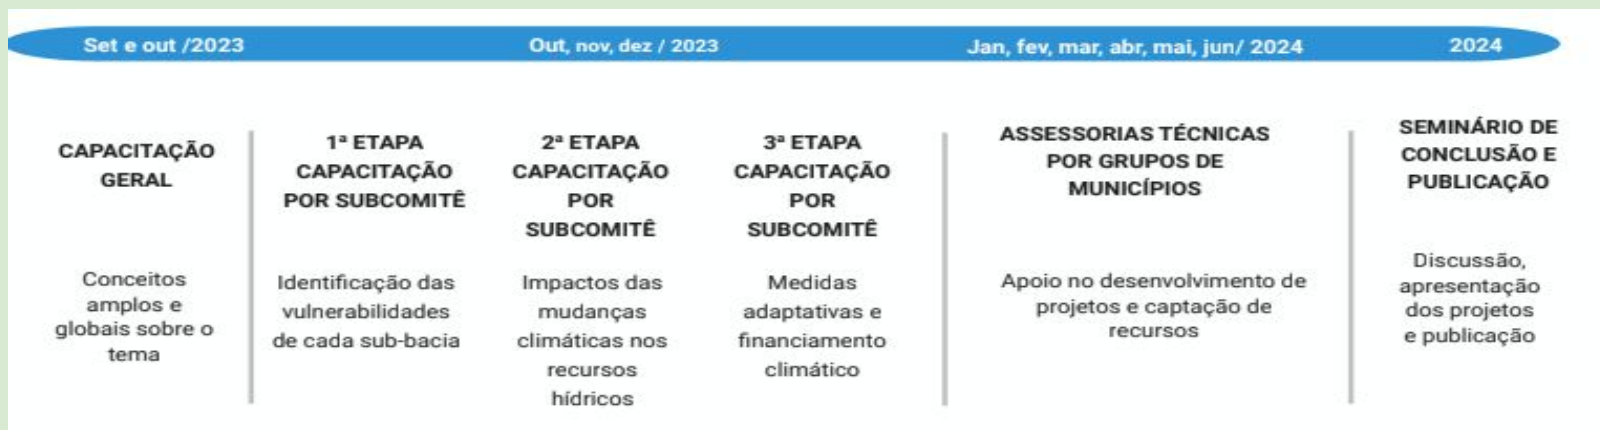 Set e out /2023
Out, nov, dez / 2023
Jan, fev, mar, abr, mai, jun/ 2024
2024
CAPACITAÇÃO
GERAL
Conceitos
amplos e
globais sobre o
tema
1ª ETAPA
CAPACITAÇÃO
POR SUBCOMITÊ
Identificação das
vulnerabilidades
de cada sub-bacia
2ª ETAPA
CAPACITAÇÃO
POR
SUBCOMITÊ
Impactos das
mudanças
climáticas nos
recursos
hídricos
3ª ETAPA
CAPACITAÇÃO
POR
SUBCOMITÊ
Medidas
adaptativas e
financiamento
climático
ASSESSORIAS TÉCNICAS
POR GRUPOS DE
MUNICÍPIOS
Apoio no desenvolvimento de
projetos e captação de
recursos
SEMINÁRIO DE
CONCLUSÃO E
PUBLICAÇÃO
Discussão,
apresentação
dos projetos
e publicação